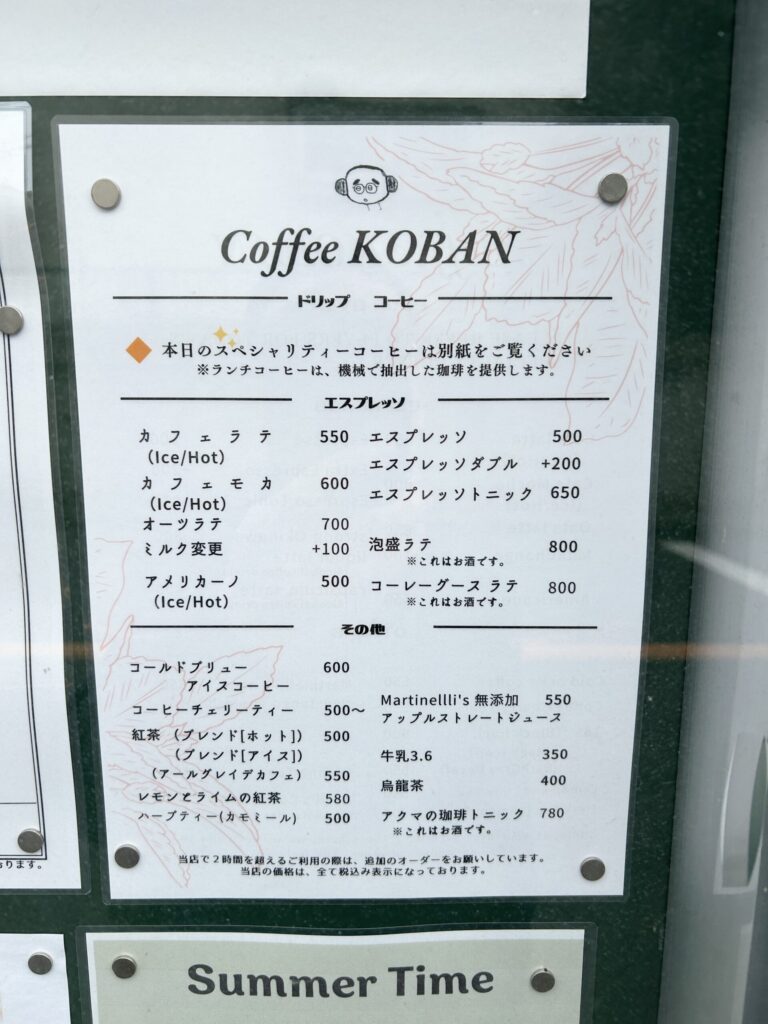 Coffee KOBAN
ドリップ コーヒー
本日のスペシャリティーコーヒーは別紙をご覧ください
※ランチコーヒーは、機械で抽出した珈琲を提供します。
エスプレッソ
カフェラテ 550
（Ice/Hot）
カフェモカ 600
（Ice/Hot）
オーツラテ 700
ミルク変更 +100
アメリカーノ 500
（Ice/Hot）
エスプレッソ 500
エスプレッソダブル +200
エスプレッソトニック 650
泡盛ラテ 800
※これはお酒です。
コーレーグース ラテ 800
※これはお酒です。
その他
コールドブリュー 600
アイスコーヒー
コーヒーチェリーティー 500～
紅茶 （ブレンド[ホット]） 500
（ブレンド[アイス]）
（アールグレイデカフェ） 550
レモンとライムの紅茶 580
ハーブティー(カモミール) 500
Martinellli's 無添加 550
アップルストレートジュース
牛乳3.6 350
烏龍茶 400
アクマの珈琲トニック 780
※これはお酒です。
当店で２時間を超えるご利用の際は、追加のオーダーをお願いしています。
当店の価格は、全て税込み表示になっております。
おります。
Summer Time